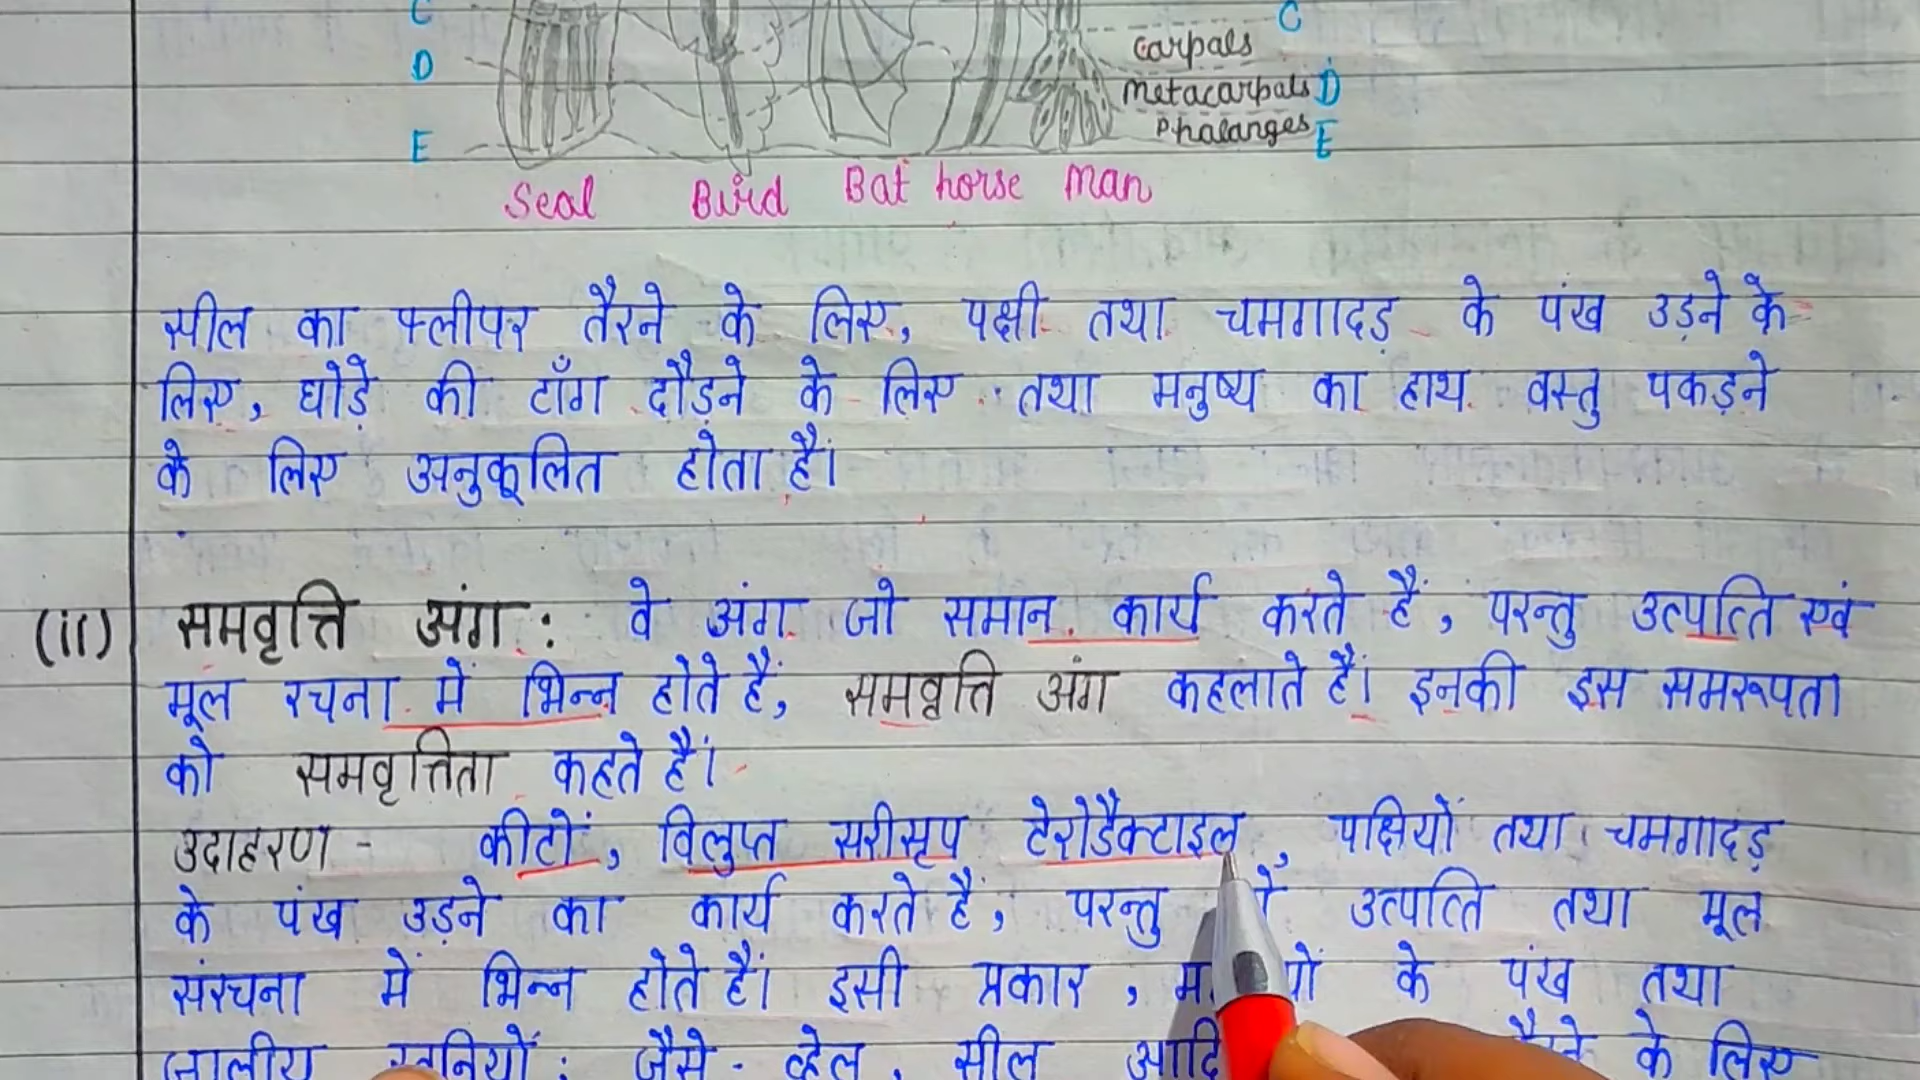 C C
carpals
D metacarpals D
E Phalanges E
Seal Bird Bat horse Man
सील का फ्लीपर तैरने के लिए, पक्षी तथा चमगादड़ के पंख उड़ने के
लिए, घोड़े की टाँग दौड़ने के लिए तथा मनुष्य का हाथ वस्तु पकड़ने
के लिए अनुकूलित होता है।
(ii) समवृत्ति अंग : वे अंग जो समान कार्य करते हैं, परन्तु उत्पत्ति एवं
मूल रचना में भिन्न होते हैं, समवृत्ति अंग कहलाते हैं। इनकी इस समरूपता
को समवृत्तिता कहते हैं।
उदाहरण - कीटों, विलुप्त सरीसृप टेरोडैक्टाइल, पक्षियों तथा चमगादड़
के पंख उड़ने का कार्य करते हैं, परन्तु उत्पत्ति तथा मूल
संरचना में भिन्न होते हैं। इसी प्रकार, के पंख तथा
जैसे - व्हेल, सील आदि के लिए